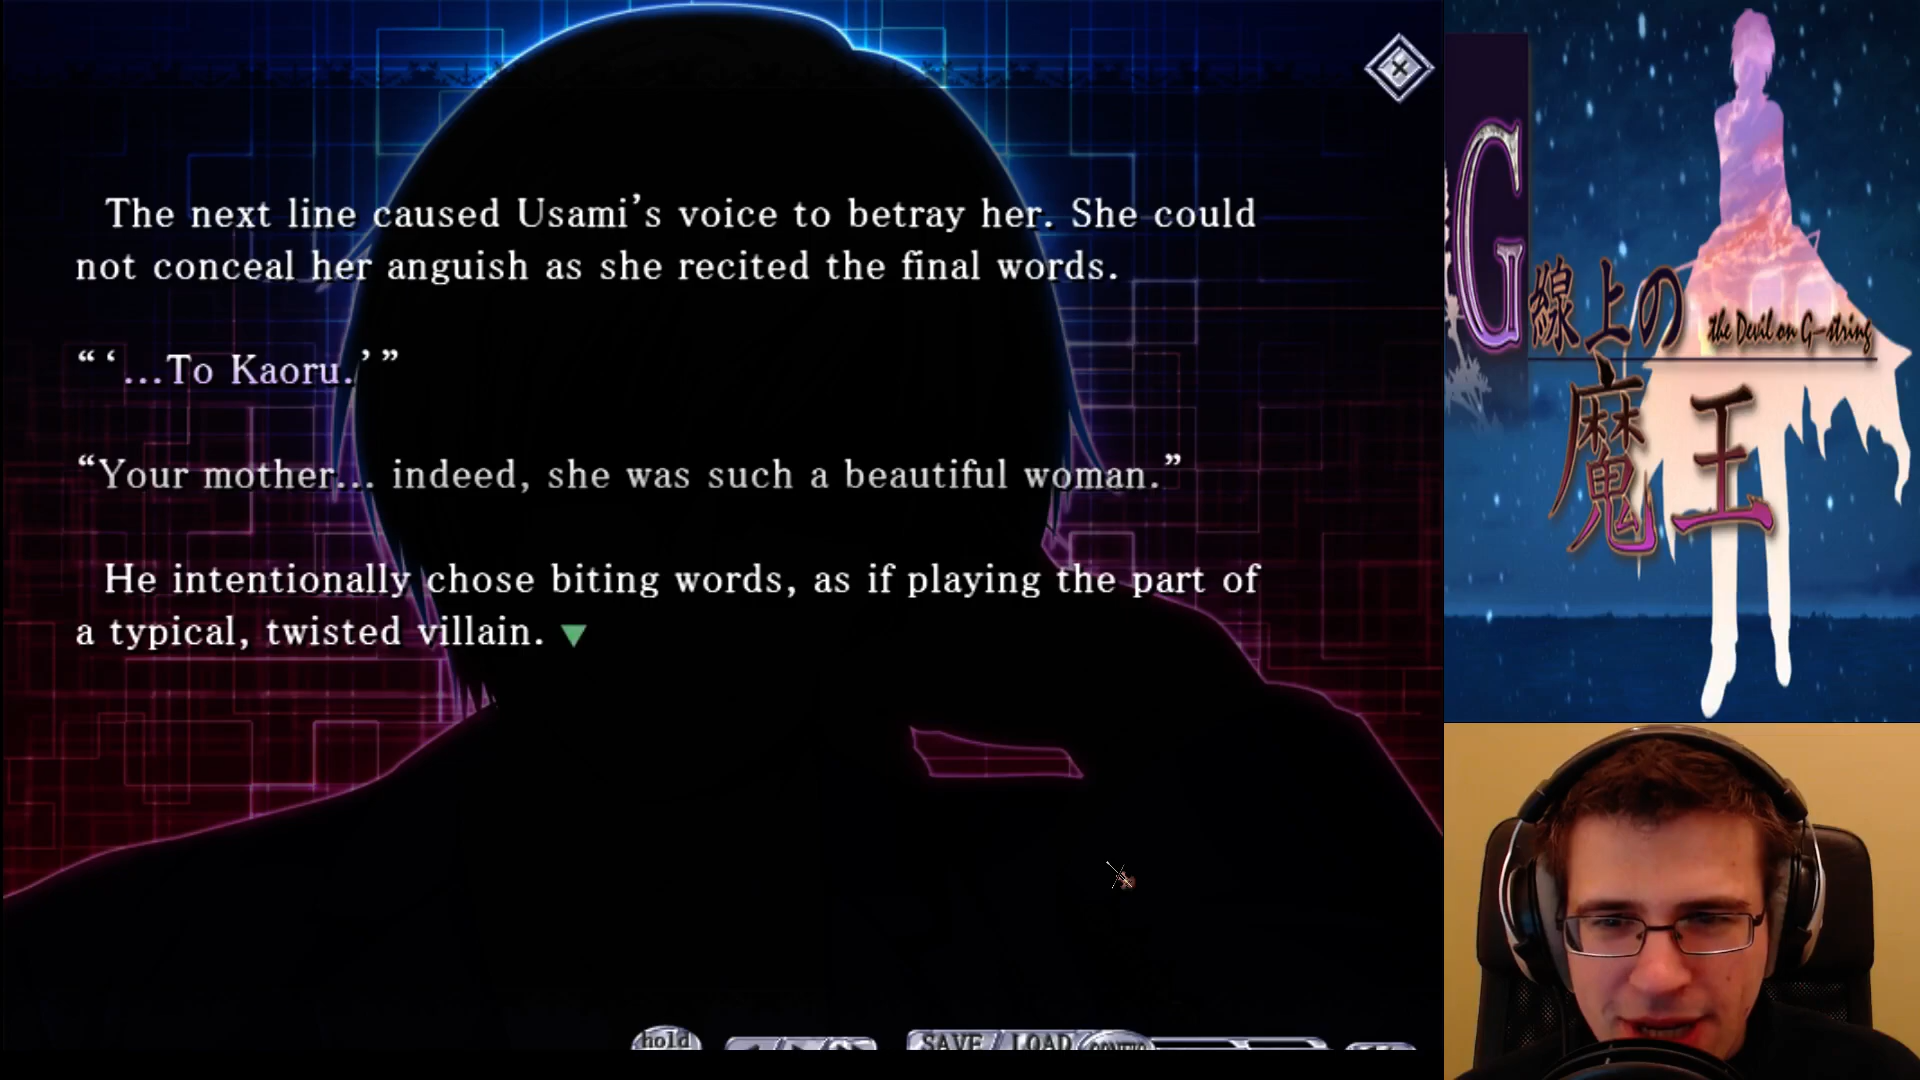 The next line caused Usami’s voice to betray her. She could
not conceal her anguish as she recited the final words.
“‘...To Kaoru.’”
“Your mother... indeed, she was such a beautiful woman.”
He intentionally chose biting words, as if playing the part of
a typical, twisted villain.
hold
SAVE / LOAD
G線上の
the Devil on G-string
魔王